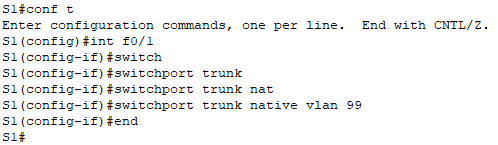 S1#conf t
Enter configuration commands, one per line.  End with CNTL/Z.
S1(config)#int f0/1
S1(config-if)#switch
S1(config-if)#switchport trunk
S1(config-if)#switchport trunk nat
S1(config-if)#switchport trunk native vlan 99
S1(config-if)#end
S1#